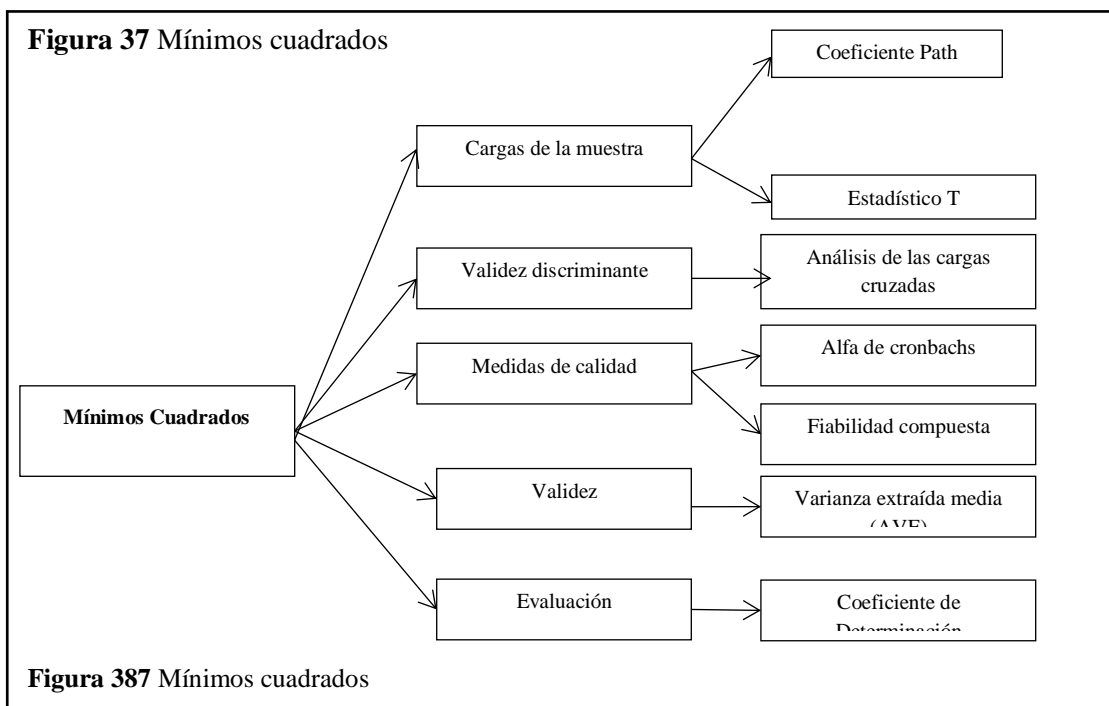 Figura 37 Mínimos cuadrados
Coeficiente Path
Cargas de la muestra
Estadístico T
Validez discriminante
Análisis de las cargas
cruzadas
Medidas de calidad
Alfa de cronbachs
Mínimos Cuadrados
Fiabilidad compuesta
Validez
Varianza extraída media
(AVE)
Evaluación
Coeficiente de
Determinación
Figura 387 Mínimos cuadrados